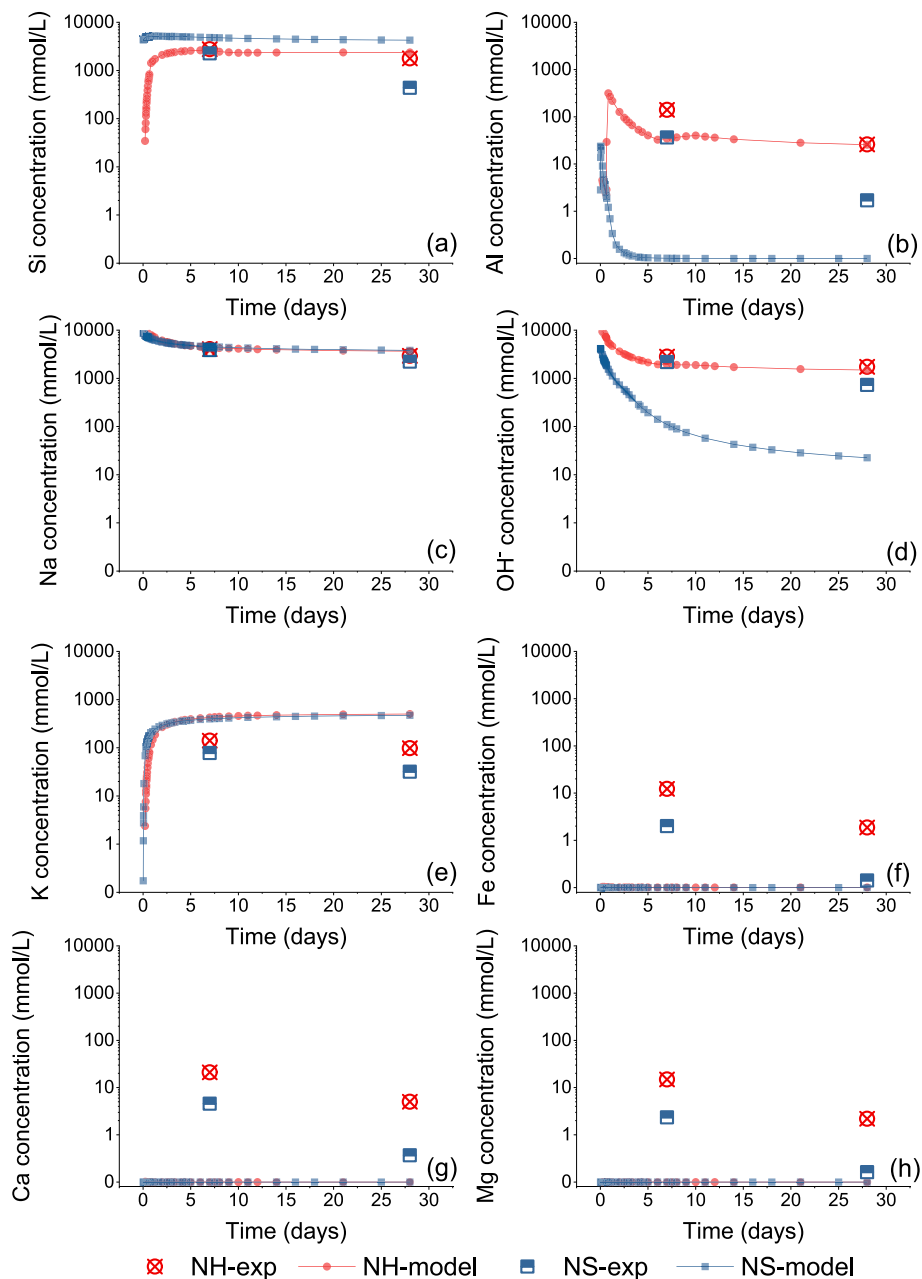 10000
1000
100
10
1
0
Si concentration (mmol/L)
0 5 10 15 20 25 30
Time (days)
(a)
10000
1000
100
10
1
0
Al concentration (mmol/L)
0 5 10 15 20 25 30
Time (days)
(b)
10000
1000
100
10
1
Na concentration (mmol/L)
0 5 10 15 20 25 30
Time (days)
(c)
10000
1000
100
10
1
OH⁻ concentration (mmol/L)
0 5 10 15 20 25 30
Time (days)
(d)
10000
1000
100
10
1
0
K concentration (mmol/L)
0 5 10 15 20 25 30
Time (days)
(e)
10000
1000
100
10
1
0
Fe concentration (mmol/L)
0 5 10 15 20 25 30
Time (days)
(f)
10000
1000
100
10
1
0
Ca concentration (mmol/L)
0 5 10 15 20 25 30
Time (days)
(g)
10000
1000
100
10
1
0
Mg concentration (mmol/L)
0 5 10 15 20 25 30
Time (days)
(h)
NH-exp NH-model NS-exp NS-model